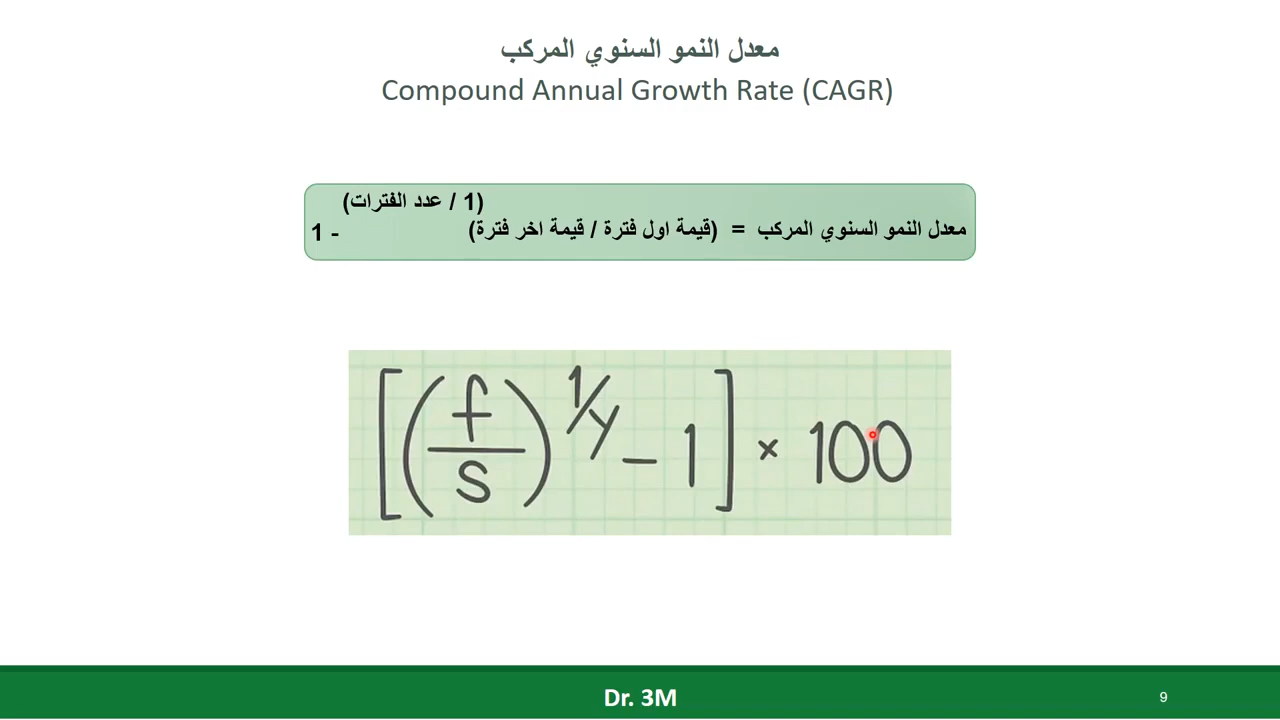 معدل النمو السنوي المركب
Compound Annual Growth Rate (CAGR)
(1 / عدد الفترات)
معدل النمو السنوي المركب = (قيمة اول فترة / قيمة اخر فترة) - 1
[(f/s)^1/y - 1] × 100
Dr. 3M
9